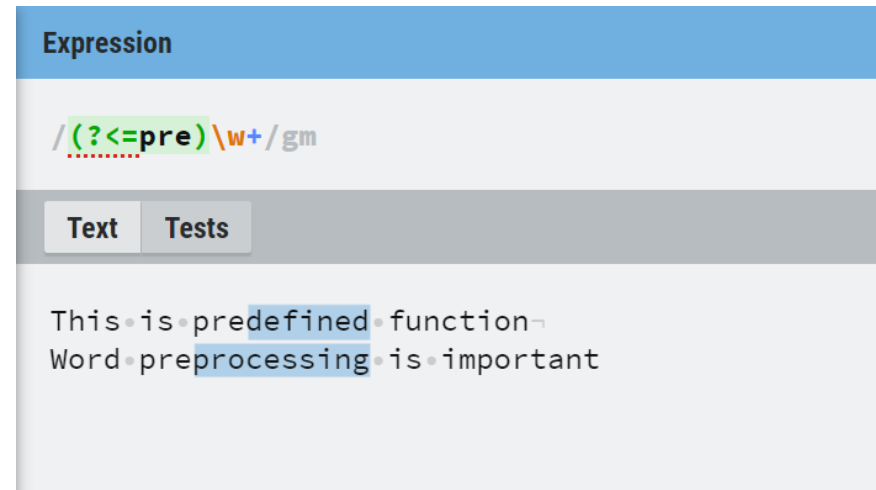 Expression
/(?<=pre)\w+/gm
Text Tests
This•is•predefined•function¬
Word•preprocessing•is•important